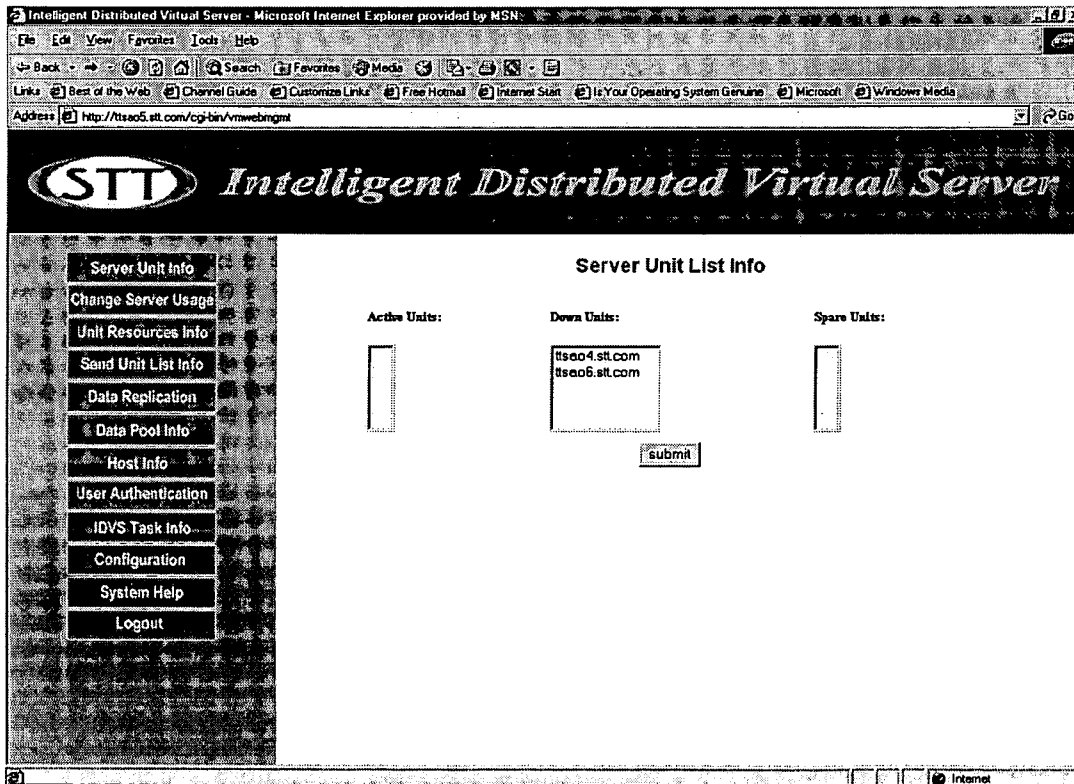 Intelligent Distributed Virtual Server - Microsoft Internet Explorer provided by MSN
File Edit View Favorites Tools Help
Back Search Favorites Media
Links Best of the Web Channel Guide Customize Links Free Hotmail Internet Start Is Your Operating System Genuine Microsoft Windows Media
Address http://ttsao5.stt.com/cgi-bin/vmwebmgmt Go
STT Intelligent Distributed Virtual Server
Server Unit Info
Change Server Usage
Unit Resources Info
Send Unit List Info
Data Replication
Data Pool Info
Host Info
User Authentication
IDVS Task Info
Configuration
System Help
Logout
Server Unit List Info
Active Units: Down Units: Spare Units:
ttsao4.stt.com
ttsao6.stt.com
submit
Internet